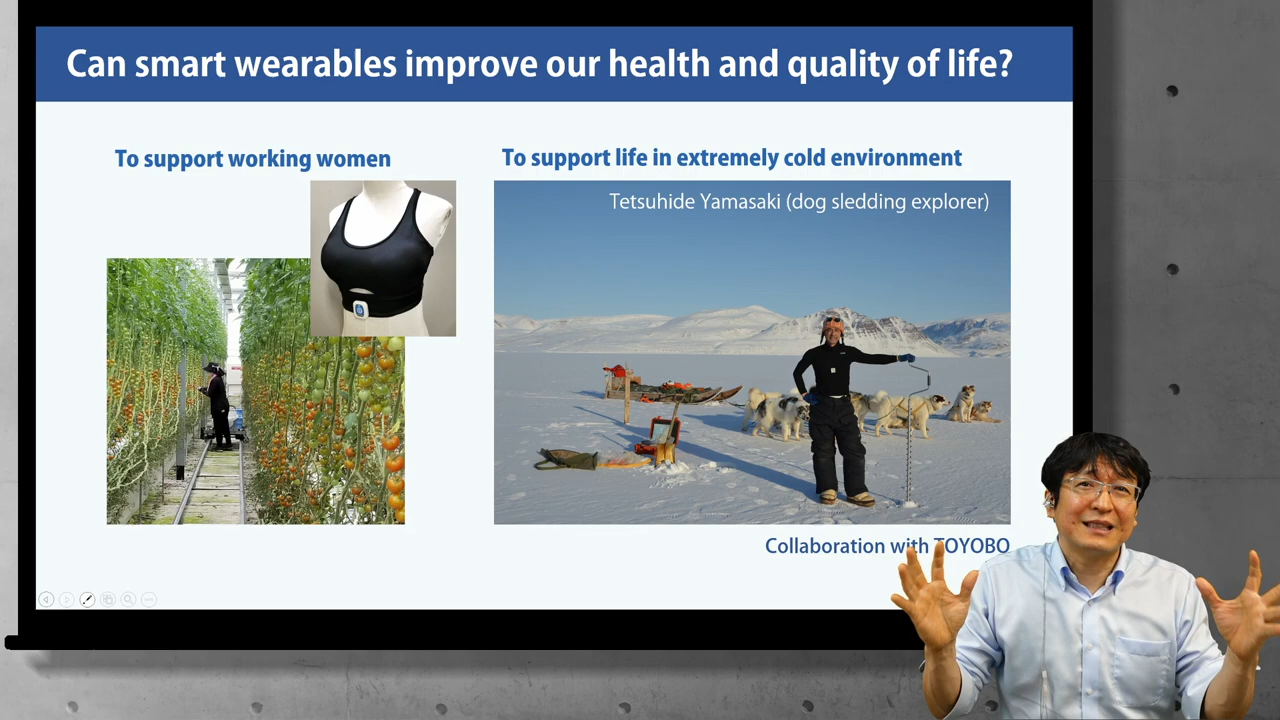 Can smart wearables improve our health and quality of life?
To support working women
To support life in extremely cold environment
Tetsuhide Yamasaki (dog sledding explorer)
Collaboration with TOYOBO